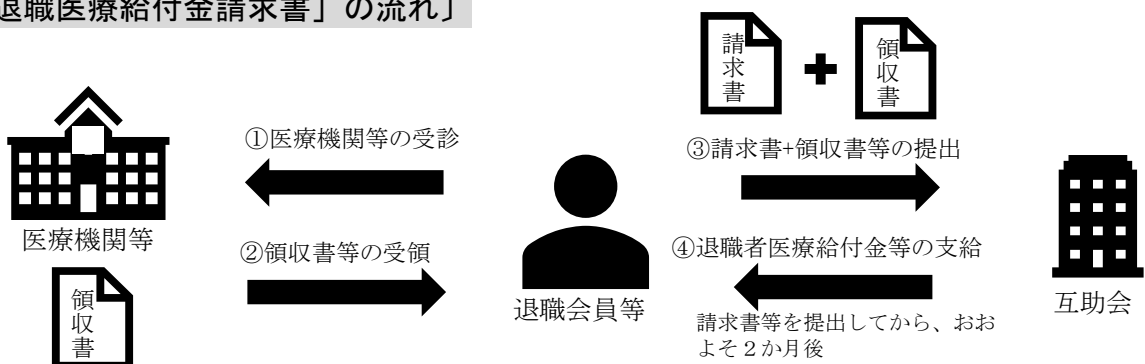 退職医療給付金請求書」の流れ」
請求書
領収書
①医療機関等の受診
③請求書+領収書等の提出
医療機関等
②領収書等の受領
④退職者医療給付金等の支給
領収書
退職会員等
請求書等を提出してから、おお
よそ２か月後
互助会